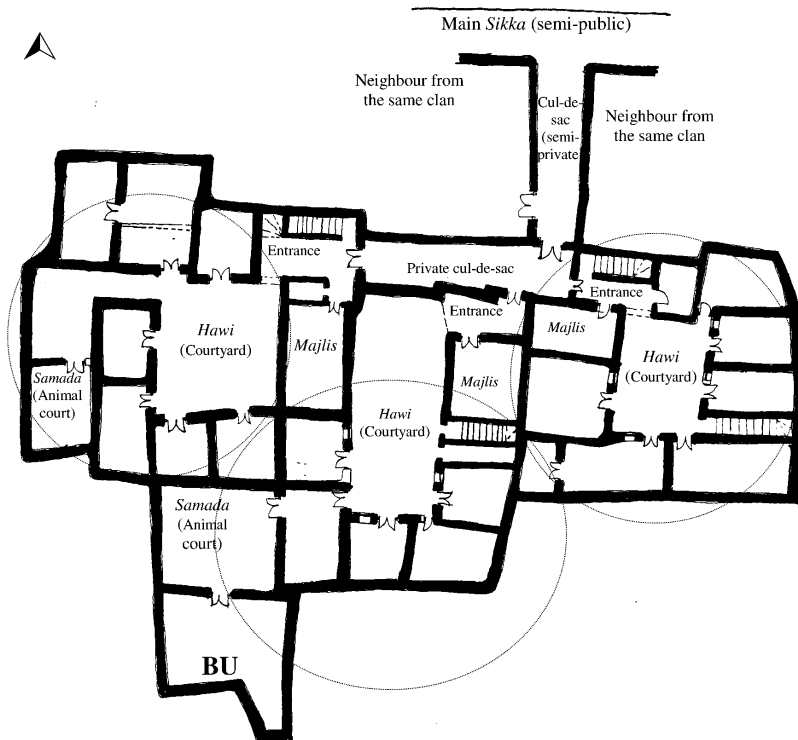 Main Sikka (semi-public)
Neighbour from
the same clan
Cul-de-
sac
(semi-
private
Neighbour from
the same clan
Entrance
Private cul-de-sac
Entrance
Entrance
Hawi
(Courtyard)
Majlis
Majlis
Hawi
(Courtyard)
Samada
(Animal
court)
Majlis
Hawi
(Courtyard)
Samada
(Animal
court)
BU